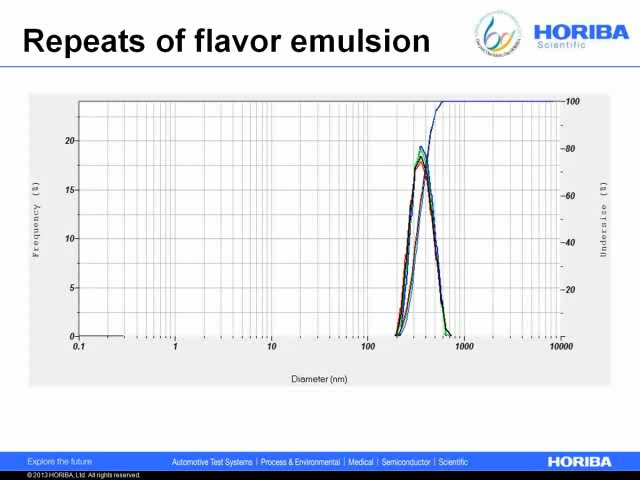 Repeats of flavor emulsion
HORIBA
Scientific
100
20
80
15
60
10
40
5
20
0
0.1
1
10
100
1000
10000
Frequency (%)
Undersize (%)
Diameter (nm)
Explore the future
Automotive Test Systems | Process & Environmental | Medical | Semiconductor | Scientific
HORIBA
© 2013 HORIBA, Ltd. All rights reserved.